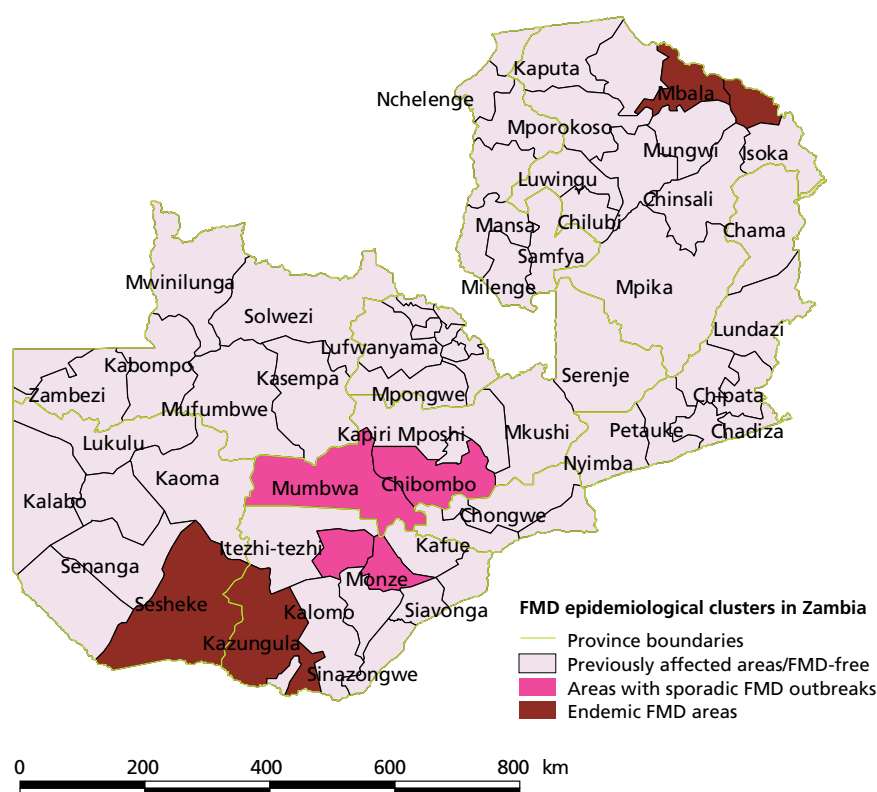 Kaputa
Mbala
Nchelenge
Mporokoso
Mungwi
Isoka
Luwingu
Chinsali
Mansa
Chilubi
Chama
Samfya
Mwinilunga
Milenge
Mpika
Solwezi
Lundazi
Lufwanyama
Kabompo
Kasempa
Serenje
Zambezi
Mpongwe
Chipata
Mufumbwe
Kapiri Mposhi
Mkushi
Petauke
Chadiza
Lukulu
Nyimba
Kaoma
Mumbwa
Chibombo
Kalabo
Chongwe
Itezhi-tezhi
Kafue
Senanga
Monze
Sesheke
Kalomo
Siavonga
Kazungula
Sinazongwe
FMD epidemiological clusters in Zambia
Province boundaries
Previously affected areas/FMD-free
Areas with sporadic FMD outbreaks
Endemic FMD areas
0 200 400 600 800 km